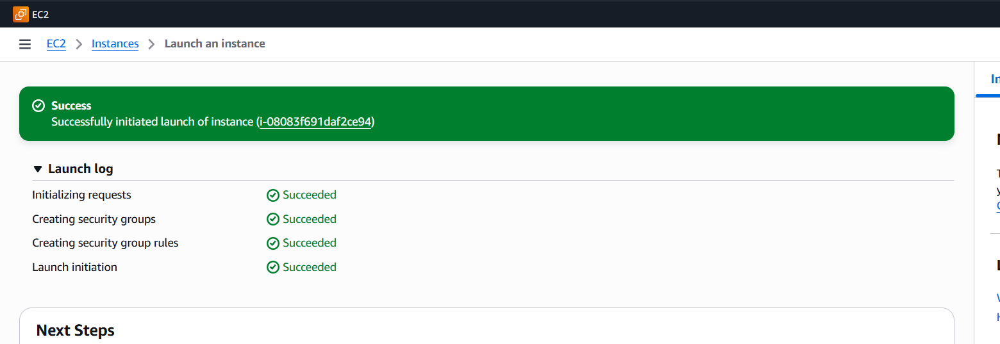 EC2
EC2 > Instances > Launch an instance
Success
Successfully initiated launch of instance (i-08083f691daf2ce94)
Launch log
Initializing requests Succeeded
Creating security groups Succeeded
Creating security group rules Succeeded
Launch initiation Succeeded
Next Steps